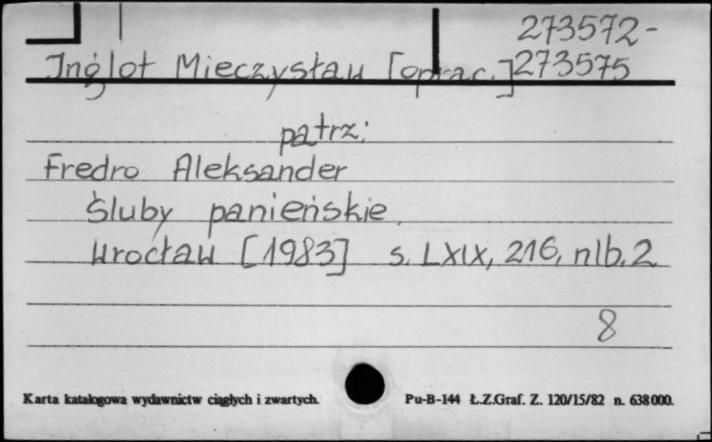 273572-
Inglot Mieczysław [oprac.] 273575
patrz:
Fredro Aleksander
Śluby panieńskie.
Wrocław [1983] s. LXIX, 216, nlb. 2
8
Karta katalogowa wydawnictw ciągłych i zwartych. Pu-B-144 Ł.Z.Graf. Z. 120/15/82 n. 638000.